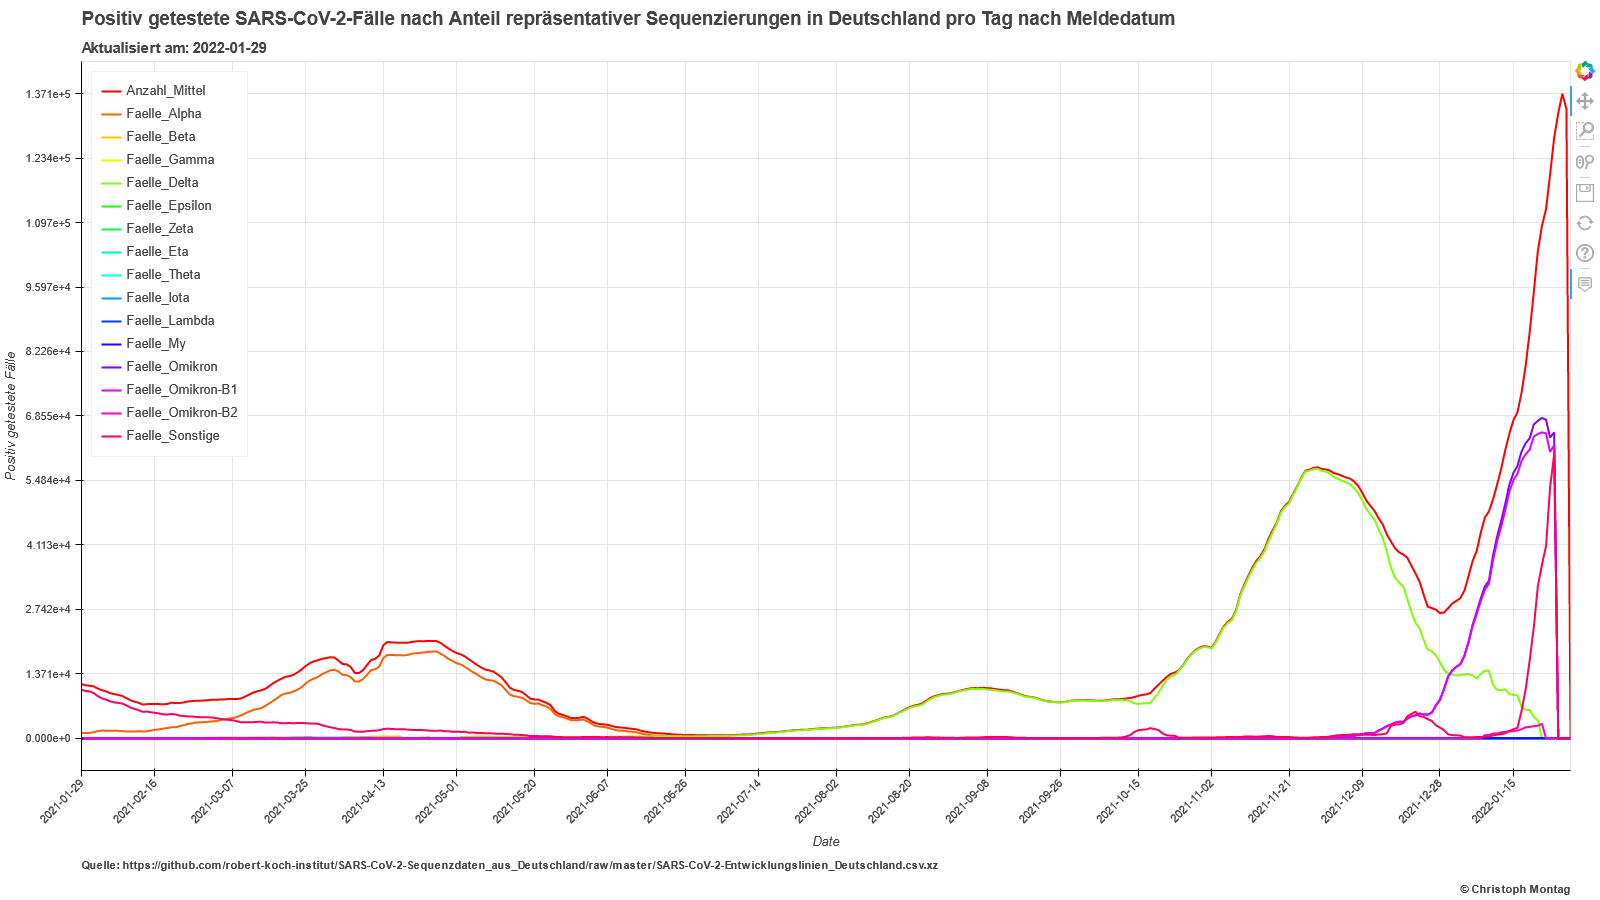 Positiv getestete SARS-CoV-2-Fälle nach Anteil repräsentativer Sequenzierungen in Deutschland pro Tag nach Meldedatum
Aktualisiert am: 2022-01-29
Anzahl_Mittel
Faelle_Alpha
Faelle_Beta
Faelle_Gamma
Faelle_Delta
Faelle_Epsilon
Faelle_Zeta
Faelle_Eta
Faelle_Theta
Faelle_Iota
Faelle_Lambda
Faelle_My
Faelle_Omikron
Faelle_Omikron-B1
Faelle_Omikron-B2
Faelle_Sonstige
Positiv getestete Fälle
1.371e+5
1.234e+5
1.097e+5
9.597e+4
8.226e+4
6.855e+4
5.484e+4
4.113e+4
2.742e+4
1.371e+4
0.000e+0
2021-01-29
2021-02-16
2021-03-07
2021-03-25
2021-04-13
2021-05-01
2021-05-20
2021-06-07
2021-06-26
2021-07-14
2021-08-02
2021-08-20
2021-09-08
2021-09-26
2021-10-15
2021-11-02
2021-11-21
2021-12-09
2021-12-28
2022-01-15
Date
Quelle: https://github.com/robert-koch-institut/SARS-CoV-2-Sequenzdaten_aus_Deutschland/raw/master/SARS-CoV-2-Entwicklungslinien_Deutschland.csv.xz
© Christoph Montag